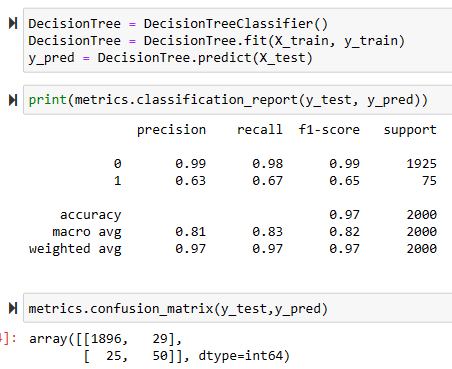 DecisionTree = DecisionTreeClassifier()
DecisionTree = DecisionTree.fit(X_train, y_train)
y_pred = DecisionTree.predict(X_test)
print(metrics.classification_report(y_test, y_pred))
precision recall f1-score support
0 0.99 0.98 0.99 1925
1 0.63 0.67 0.65 75
accuracy 0.97 2000
macro avg 0.81 0.83 0.82 2000
weighted avg 0.97 0.97 0.97 2000
metrics.confusion_matrix(y_test,y_pred)
]: array([[1896, 29],
[ 25, 50]], dtype=int64)